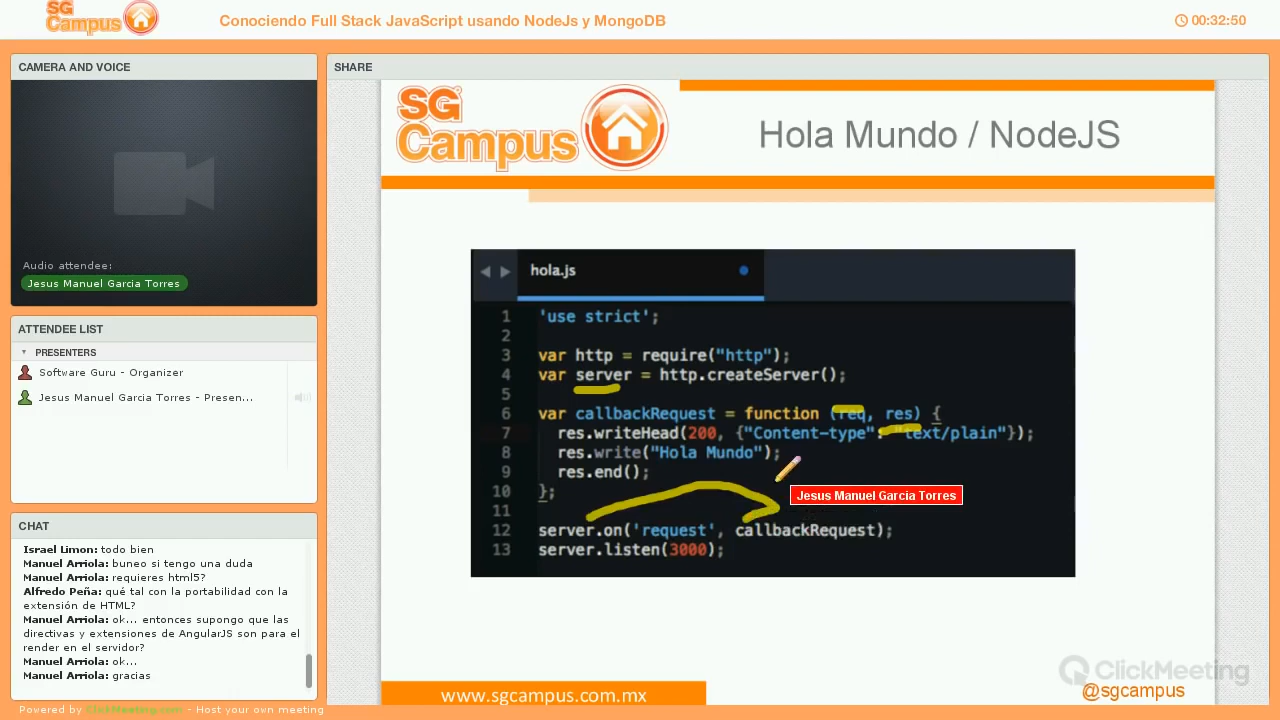 SG Campus
Conociendo Full Stack JavaScript usando NodeJs y MongoDB
00:32:50
CAMERA AND VOICE
Audio attendee:
Jesus Manuel Garcia Torres
ATTENDEE LIST
PRESENTERS
Software Guru - Organizer
Jesus Manuel Garcia Torres - Presen...
CHAT
Israel Limon: todo bien
Manuel Arriola: buneo si tengo una duda
Manuel Arriola: requieres html5?
Alfredo Peña: qué tal con la portabilidad con la
extensión de HTML?
Manuel Arriola: ok... entonces supongo que las
directivas y extensiones de AngularJS son para el
render en el servidor?
Manuel Arriola: ok...
Manuel Arriola: gracias
Powered by ClickMeeting.com - Host your own meeting
SHARE
SG
Campus
Hola Mundo / NodeJS
hola.js
1 'use strict';
2
3 var http = require("http");
4 var server = http.createServer();
5
6 var callbackRequest = function (req, res) {
7 res.writeHead(200, {"Content-type": "text/plain"});
8 res.write("Hola Mundo");
9 res.end();
10 };
11
12 server.on('request', callbackRequest);
13 server.listen(3000);
Jesus Manuel Garcia Torres
www.sgcampus.com.mx
ClickMeeting
@sgcampus